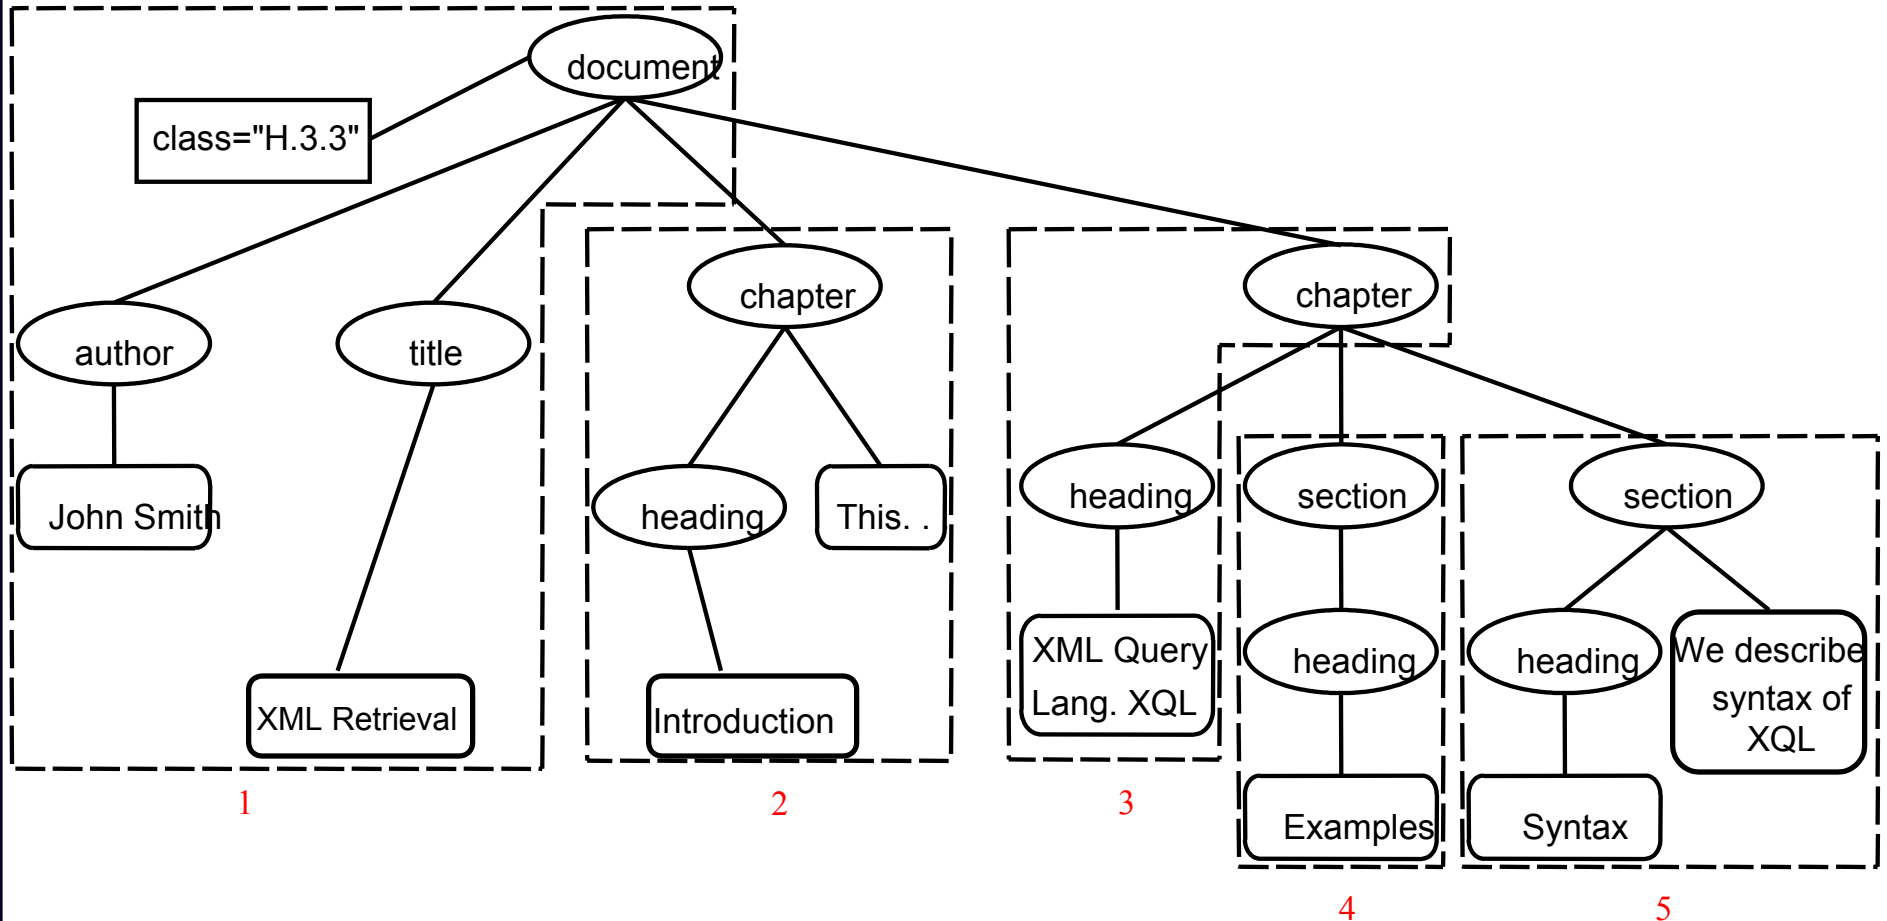 document
class="H.3.3"
chapter
chapter
author
title
heading
section
section
John Smith
heading
This. .
XML Query
Lang. XQL
heading
heading
We describe
syntax of
XQL
XML Retrieval
Introduction
1
2
3
Examples
Syntax
4
5